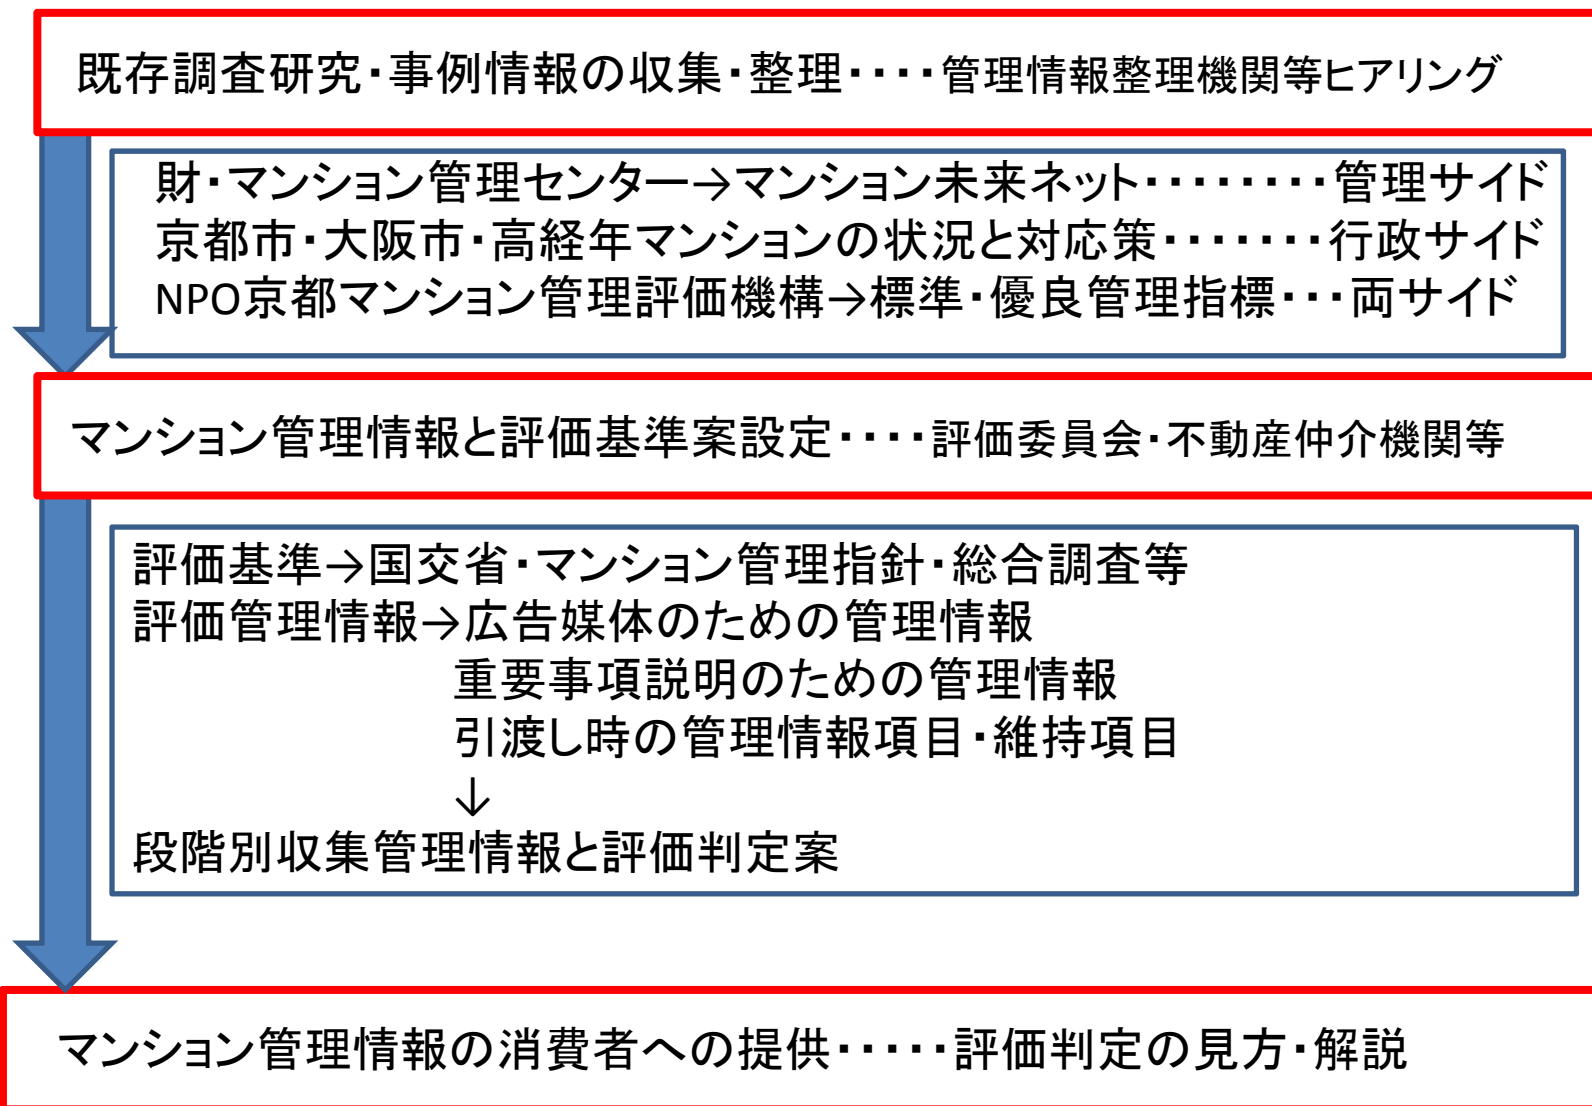 既存調査研究・事例情報の収集・整理・・・・管理情報整理機関等ヒアリング
財・マンション管理センター→マンション未来ネット・・・・・・・・管理サイド
京都市・大阪市・高経年マンションの状況と対応策・・・・・・・行政サイド
NPO京都マンション管理評価機構→標準・優良管理指標・・・両サイド
マンション管理情報と評価基準案設定・・・・評価委員会・不動産仲介機関等
評価基準→国交省・マンション管理指針・総合調査等
評価管理情報→広告媒体のための管理情報
重要事項説明のための管理情報
引渡し時の管理情報項目・維持項目
↓
段階別収集管理情報と評価判定案
マンション管理情報の消費者への提供・・・・・評価判定の見方・解説